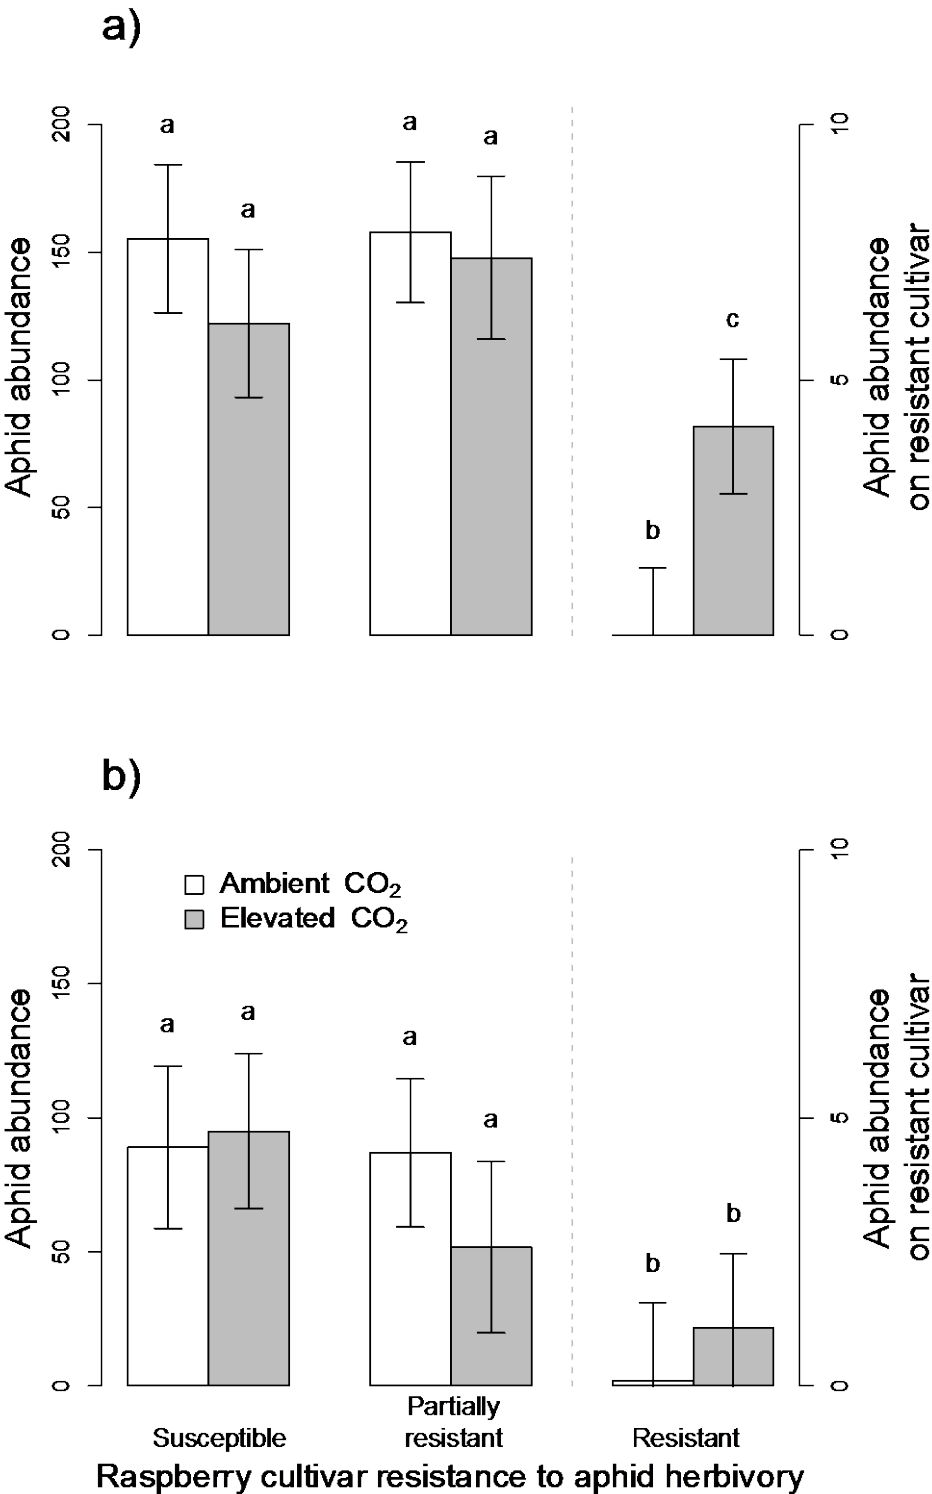 a)
Aphid abundance
200
150
100
50
0
a
a
a
a
b
c
10
5
0
Aphid abundance
on resistant cultivar
b)
Aphid abundance
200
150
100
50
0
Ambient CO₂
Elevated CO₂
a
a
a
a
b
b
10
5
0
Aphid abundance
on resistant cultivar
Susceptible
Partially
resistant
Resistant
Raspberry cultivar resistance to aphid herbivory